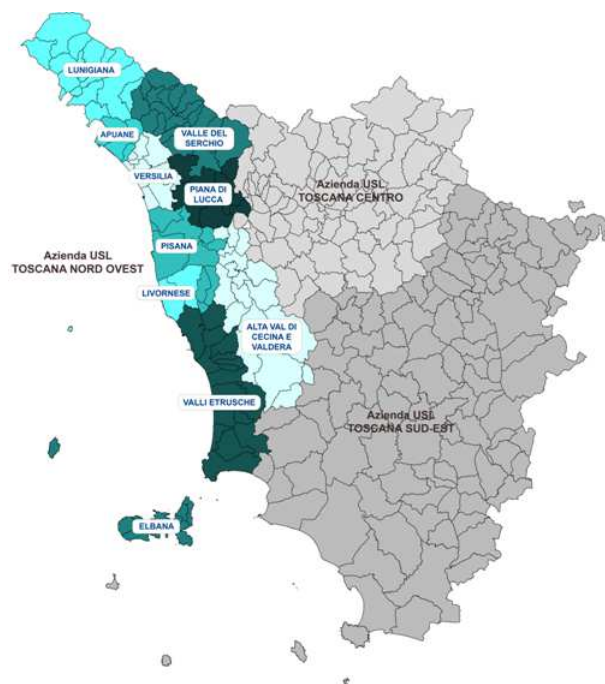 LUNIGIANA
APUANE
VALLE DEL
SERCHIO
VERSILIA
PIANA DI
LUCCA
Azienda USL
TOSCANA CENTRO
PISANA
Azienda USL
TOSCANA NORD OVEST
LIVORNESE
ALTA VAL DI
CECINA E
VALDERA
VALLI ETRUSCHE
Azienda USL
TOSCANA SUD-EST
ELBANA